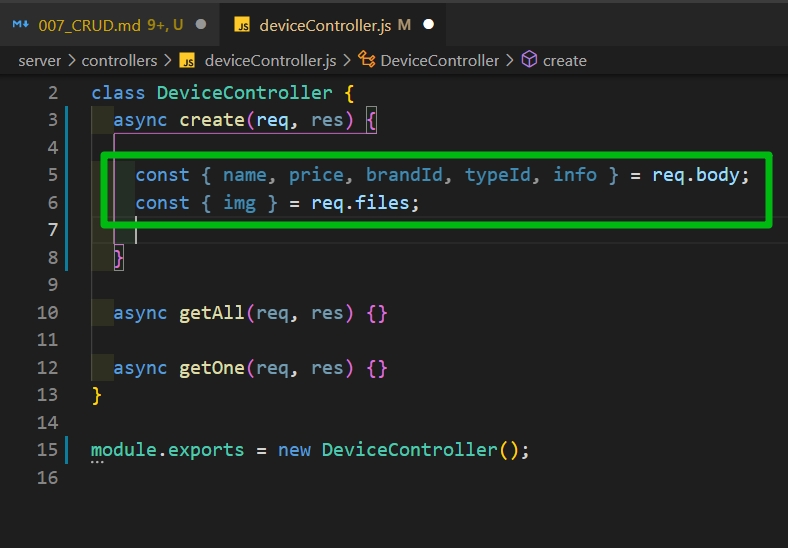 M↓ 007_CRUD.md 9+, U JS deviceController.js M
server > controllers > JS deviceController.js > DeviceController > create
2 class DeviceController {
3 async create(req, res) {
4
5 const { name, price, brandId, typeId, info } = req.body;
6 const { img } = req.files;
7
8 }
9
10 async getAll(req, res) {}
11
12 async getOne(req, res) {}
13 }
14
15 module.exports = new DeviceController();
16